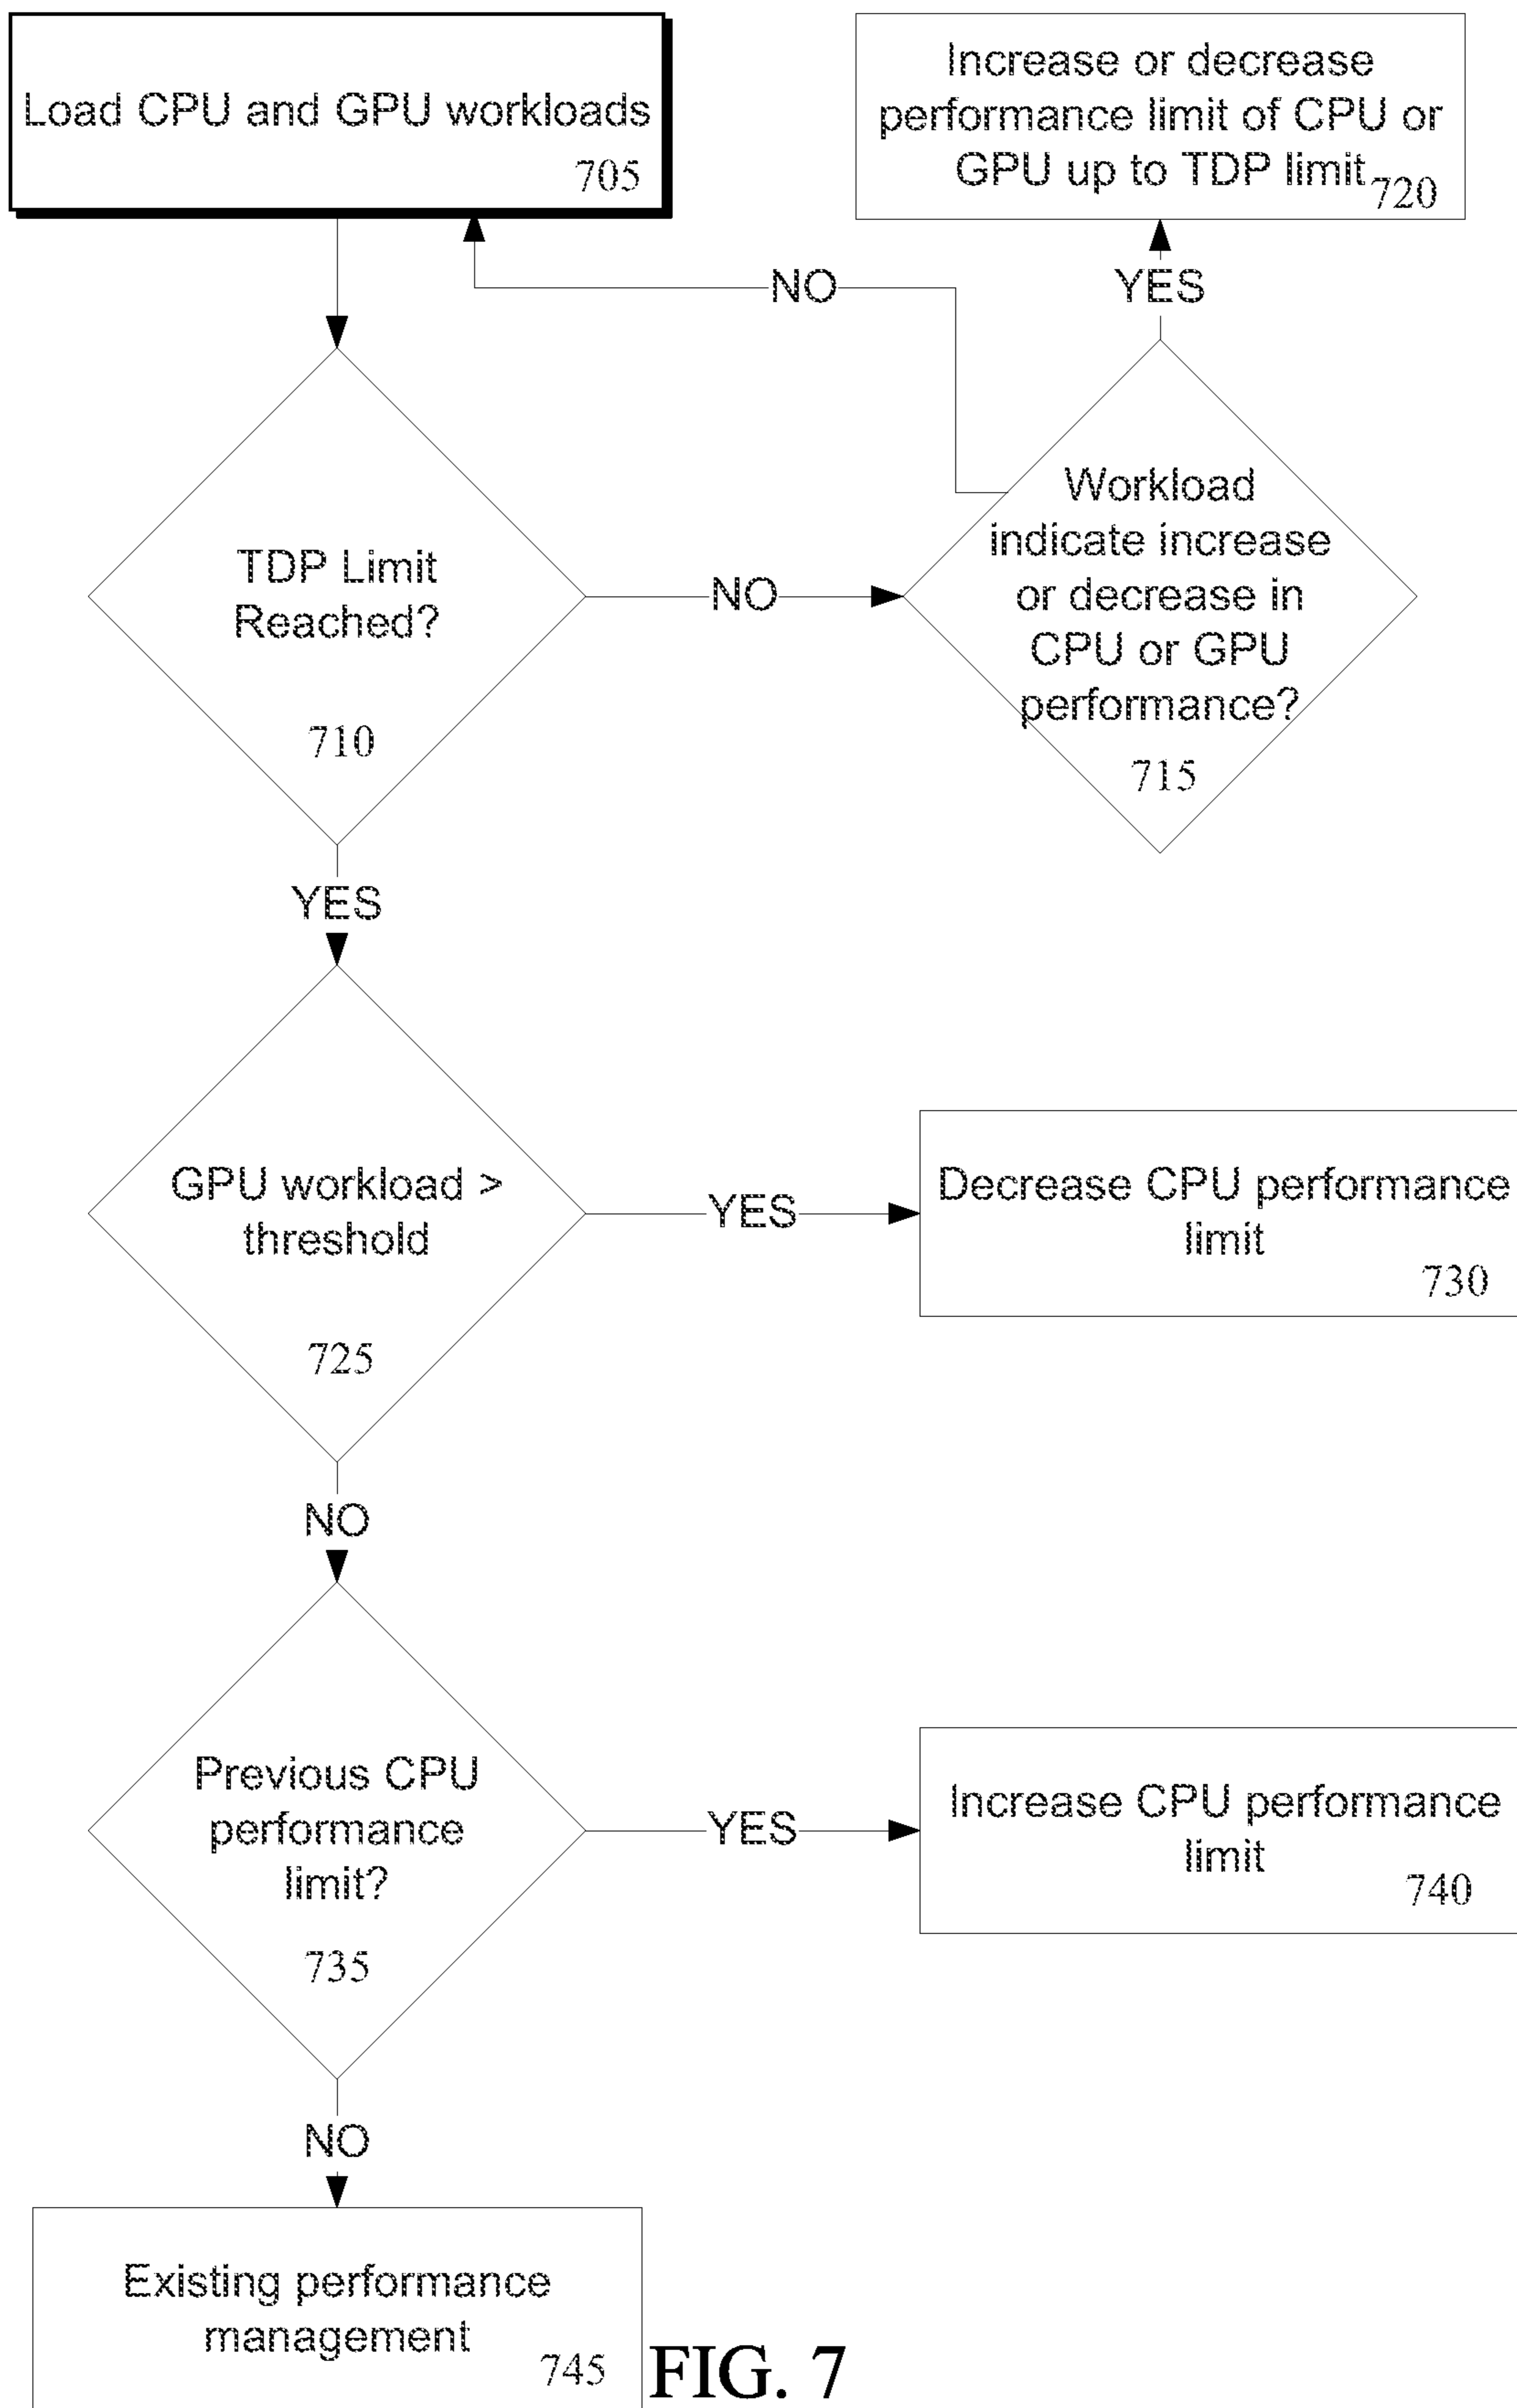 Load CPU and GPU workloads
705
Increase or decrease
performance limit of CPU or
GPU up to TDP limit
720
NO
YES
TDP Limit
Reached?
710
NO
Workload
indicate increase
or decrease in
CPU or GPU
performance?
715
YES
GPU workload >
threshold
725
YES
Decrease CPU performance
limit
730
NO
Previous CPU
performance
limit?
735
YES
Increase CPU performance
limit
740
NO
Existing performance
management
745
FIG. 7